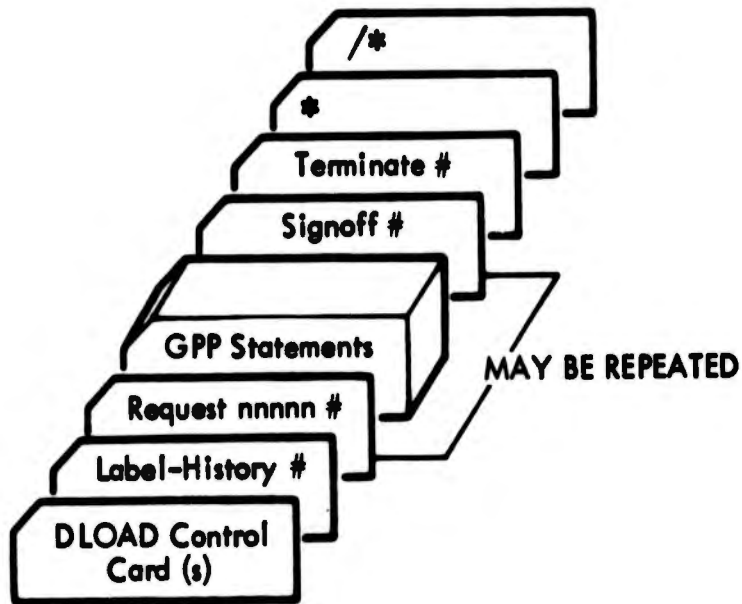 /*
*
Terminate #
Signoff #
GPP Statements
MAY BE REPEATED
Request nnnnn #
Label-History #
DLOAD Control
Card (s)